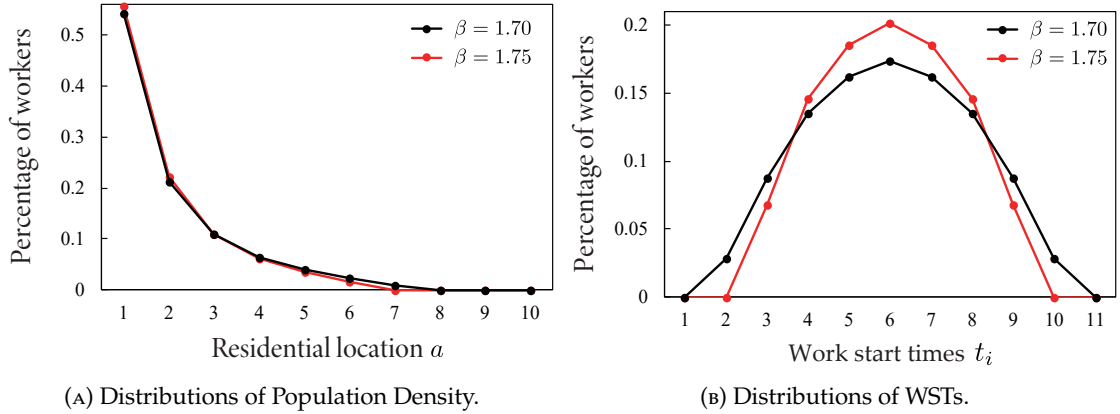 Percentage of workers
0.5
0.4
0.3
0.2
0.1
0
β = 1.70
β = 1.75
1 2 3 4 5 6 7 8 9 10
Residential location a
(A) Distributions of Population Density.
Percentage of workers
0.2
0.15
0.1
0.05
0
β = 1.70
β = 1.75
1 2 3 4 5 6 7 8 9 10 11
Work start times t_i
(B) Distributions of WSTs.